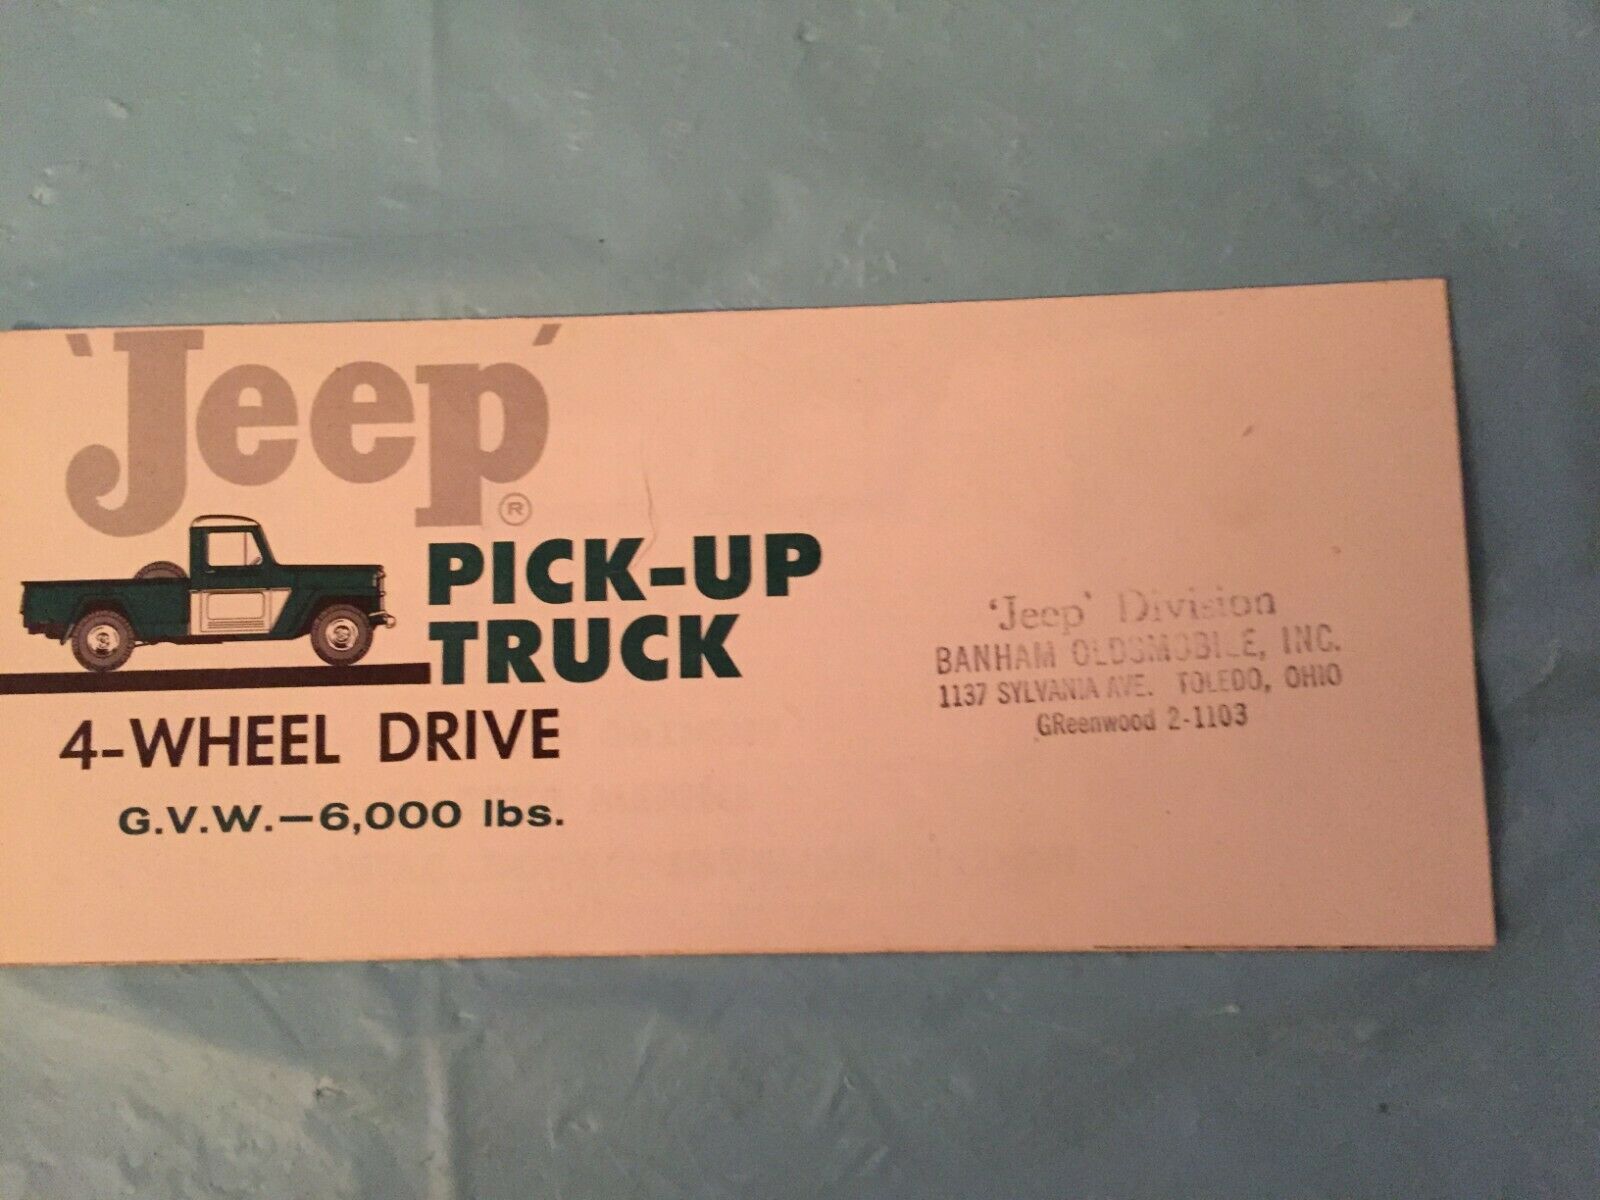 'Jeep'
®
PICK-UP
TRUCK
4-WHEEL DRIVE
G.V.W.—6,000 lbs.
'Jeep' Division
BANHAM OLDSMOBILE, INC.
1137 SYLVANIA AVE. TOLEDO, OHIO
GReenwood 2-1103